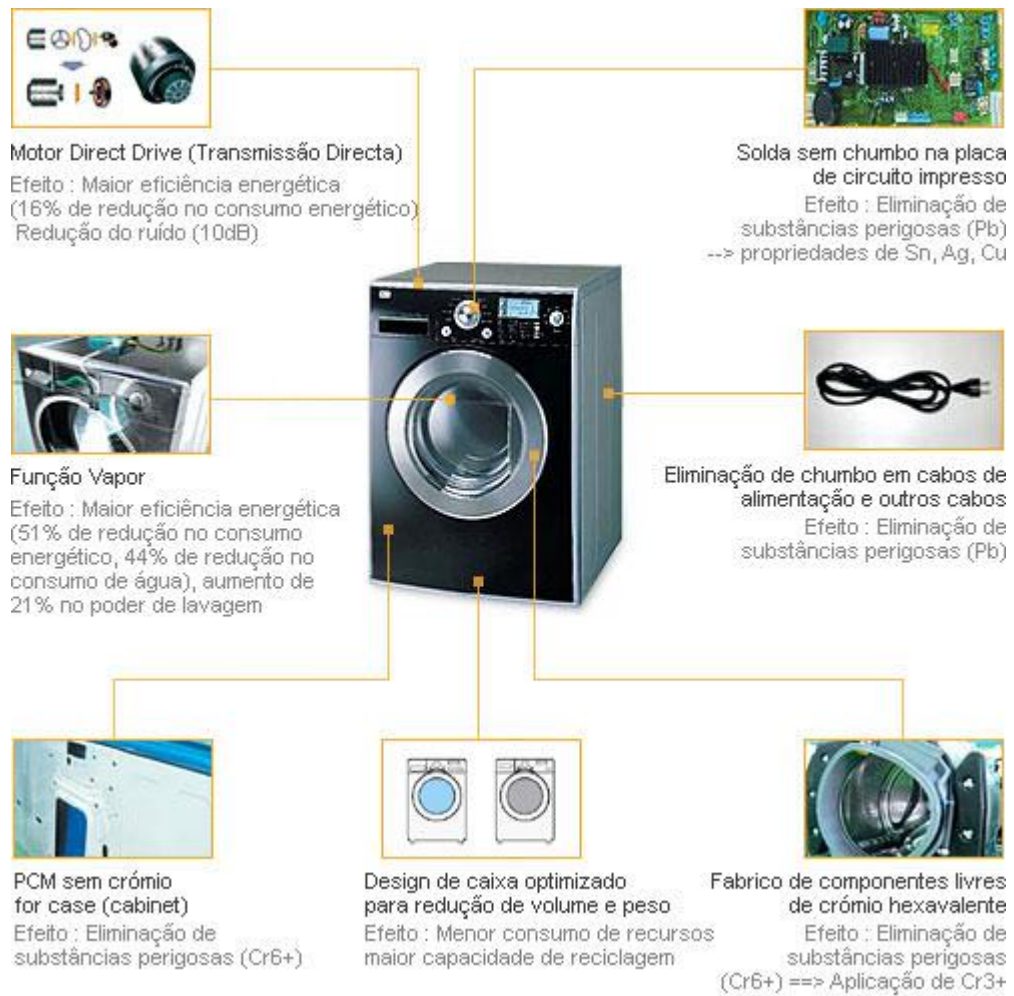 Motor Direct Drive (Transmissão Directa)
Efeito : Maior eficiência energética
(16% de redução no consumo energético)
Redução do ruído (10dB)
Solda sem chumbo na placa
de circuito impresso
Efeito : Eliminação de
substâncias perigosas (Pb)
--> propriedades de Sn, Ag, Cu
Função Vapor
Efeito : Maior eficiência energética
(51% de redução no consumo
energético, 44% de redução no
consumo de água), aumento de
21% no poder de lavagem
Eliminação de chumbo em cabos de
alimentação e outros cabos
Efeito : Eliminação de
substâncias perigosas (Pb)
PCM sem crómio
for case (cabinet)
Efeito : Eliminação de
substâncias perigosas (Cr6+)
Design de caixa optimizado
para redução de volume e peso
Efeito : Menor consumo de recursos
maior capacidade de reciclagem
Fabrico de componentes livres
de crómio hexavalente
Efeito : Eliminação de
substâncias perigosas
(Cr6+) ==> Aplicação de Cr3+